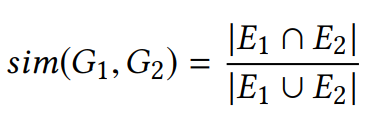 sim(G₁, G₂) = |E₁ ∩ E₂| / |E₁ ∪ E₂|